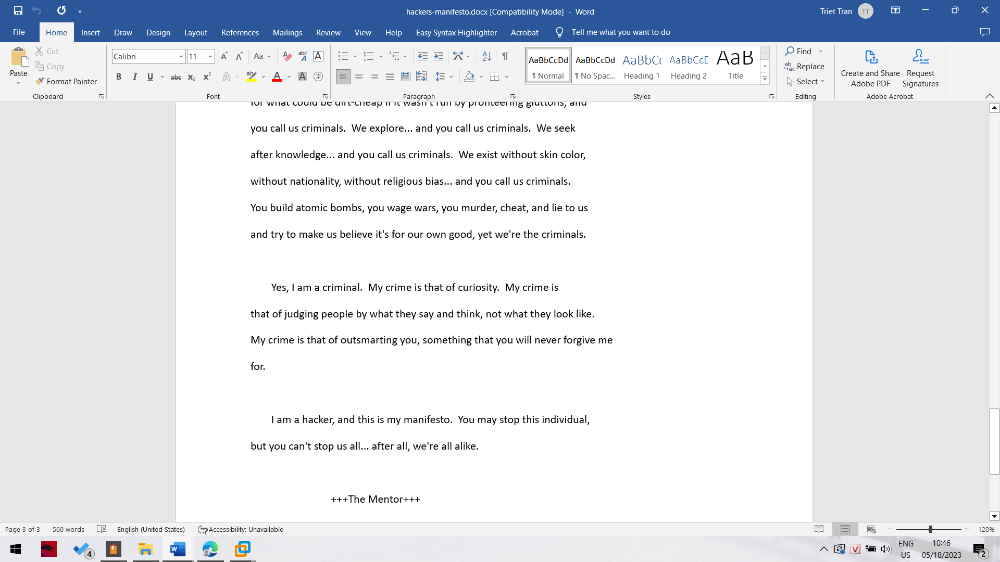 hackers-manifesto.docx [Compatibility Mode] - Word
Triet Tran
TT
File
Home
Insert
Draw
Design
Layout
References
Mailings
Review
View
Help
Easy Syntax Highlighter
Acrobat
Tell me what you want to do
Paste
Cut
Copy
Format Painter
Clipboard
Calibri
11
Font
Paragraph
AaBbCcDd
¶ Normal
AaBbCcDd
¶ No Spac...
AaBbCc
Heading 1
AaBbCcD
Heading 2
AaB
Title
Styles
Find
Replace
Select
Editing
Create and Share
Adobe PDF
Request
Signatures
Adobe Acrobat
for what could be dirt-cheap if it wasn't run by profiteering gluttons, and
you call us criminals.  We explore... and you call us criminals.  We seek
after knowledge... and you call us criminals.  We exist without skin color,
without nationality, without religious bias... and you call us criminals.
You build atomic bombs, you wage wars, you murder, cheat, and lie to us
and try to make us believe it's for our own good, yet we're the criminals.
Yes, I am a criminal.  My crime is that of curiosity.  My crime is
that of judging people by what they say and think, not what they look like.
My crime is that of outsmarting you, something that you will never forgive me
for.
I am a hacker, and this is my manifesto.  You may stop this individual,
but you can't stop us all... after all, we're all alike.
+++The Mentor+++
Page 3 of 3
560 words
English (United States)
Accessibility: Unavailable
120%
4
ENG
US
10:46
05/18/2023
2